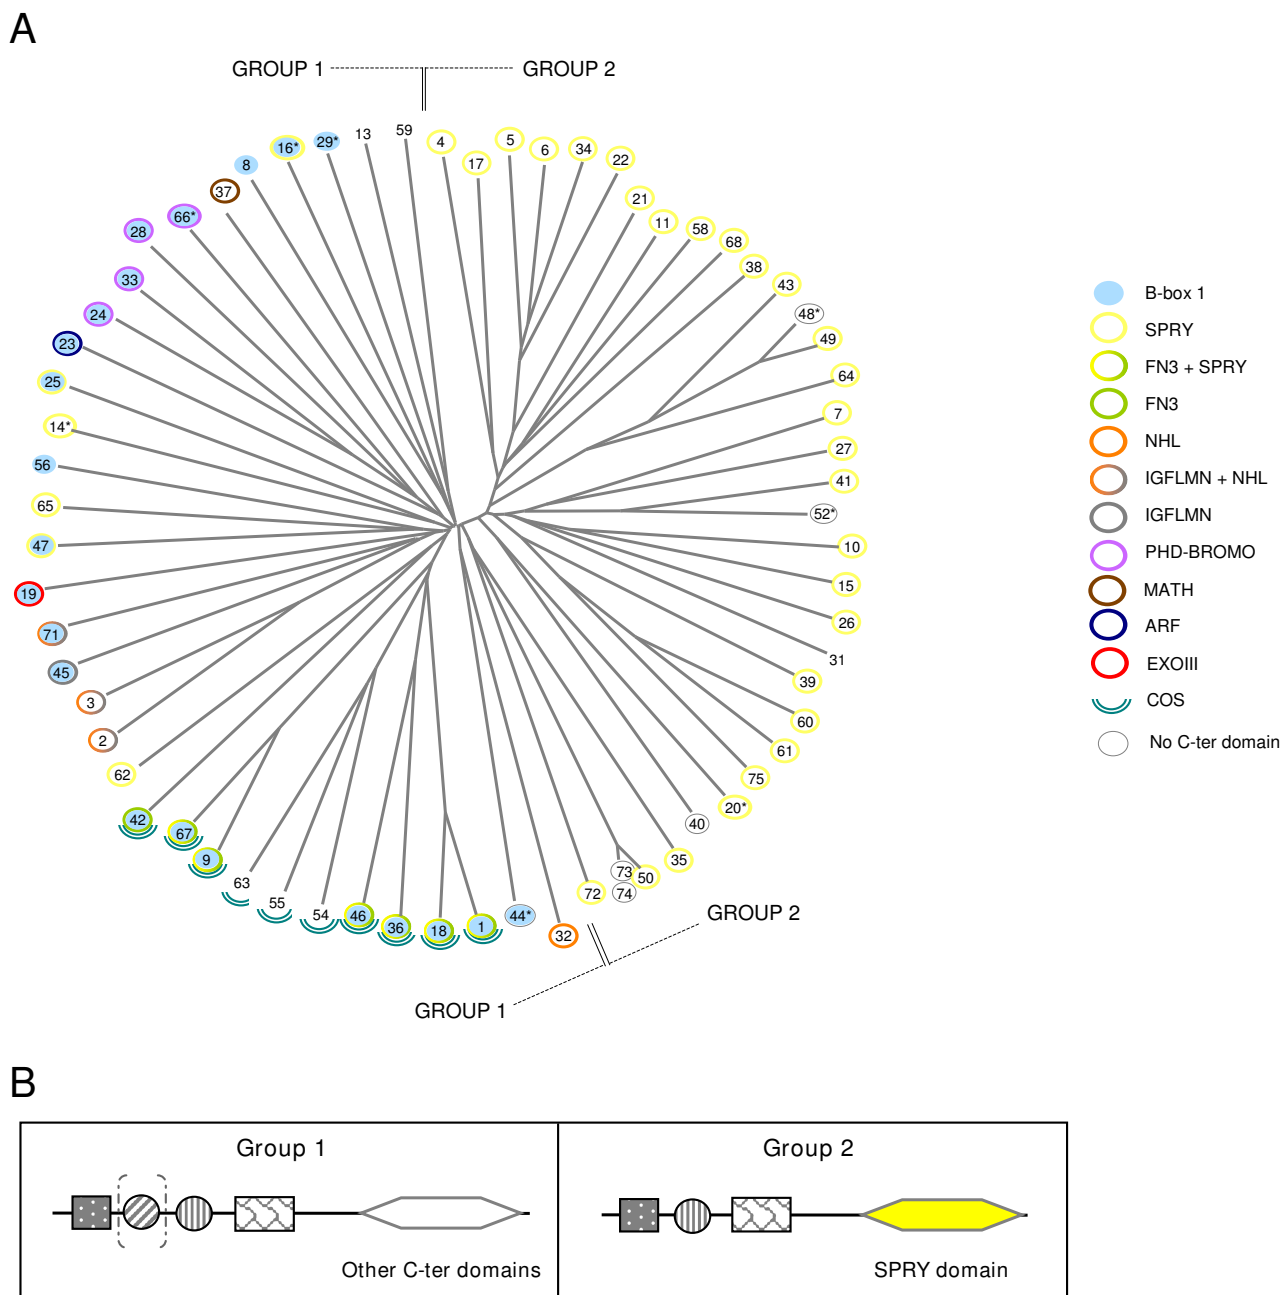 A
GROUP 1
GROUP 2
59
4
5
6
34
22
13
29*
16*
8
17
37
21
66*
11
58
28
68
38
33
43
24
48*
23
49
25
64
14*
7
56
27
41
65
52*
47
10
19
15
71
26
45
31
3
39
2
60
62
61
75
42
20*
67
40
9
35
63
73
50
55
72
74
54
46
36
18
1
44*
32
GROUP 2
GROUP 1
B-box 1
SPRY
FN3 + SPRY
FN3
NHL
IGFLMN + NHL
IGFLMN
PHD-BROMO
MATH
ARF
EXOIII
COS
No C-ter domain
B
Group 1
Group 2
Other C-ter domains
SPRY domain